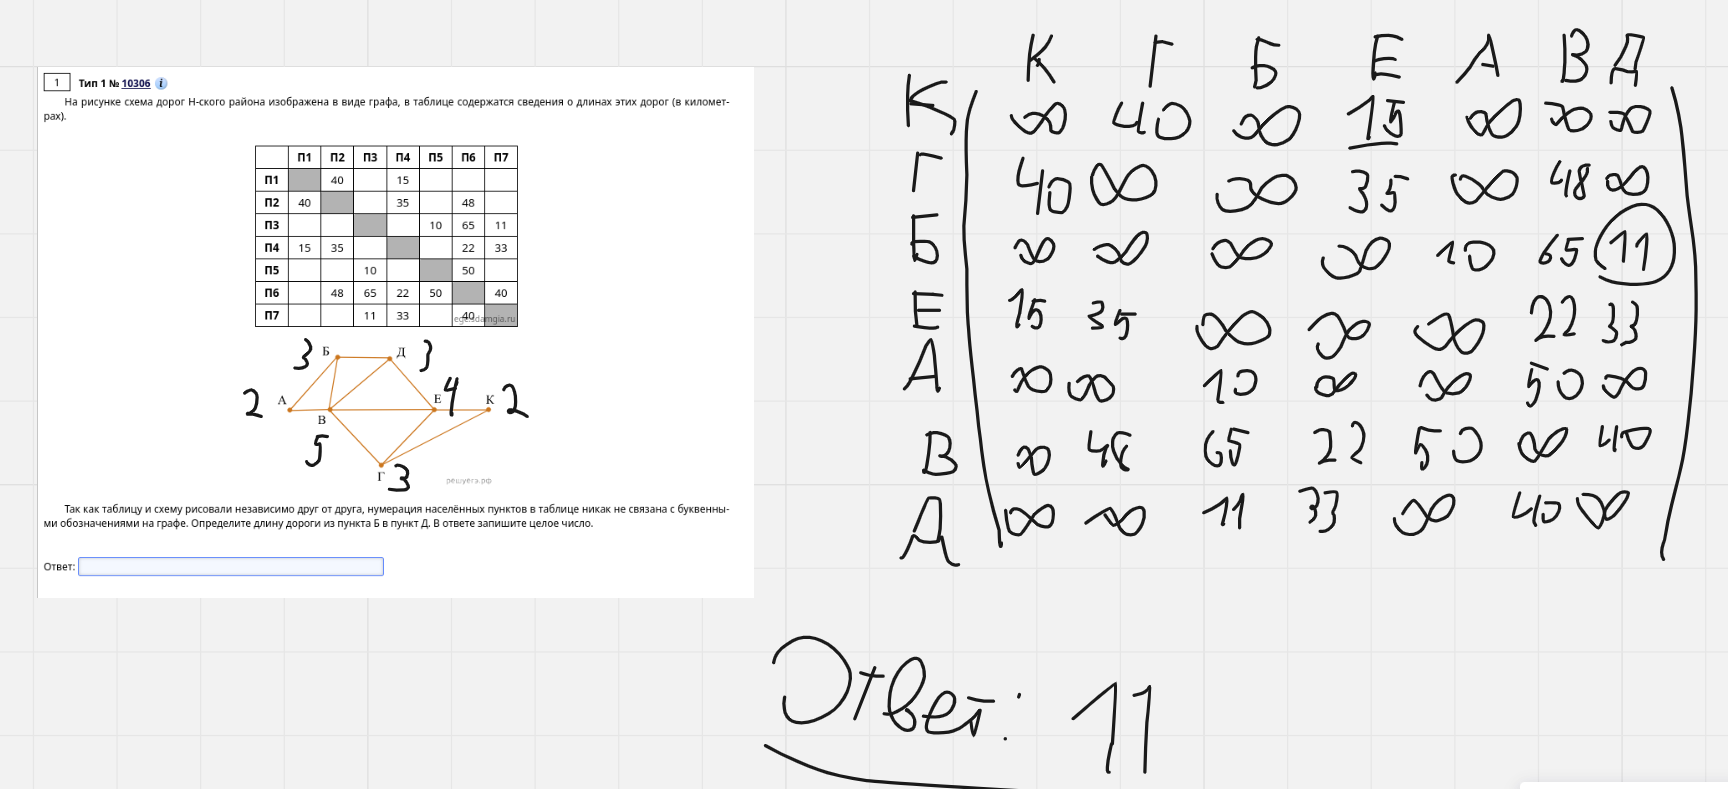 1 Тип 1 № 10306 i
На рисунке схема дорог Н-ского района изображена в виде графа, в таблице содержатся сведения о длинах этих дорог (в километ-
рах).
П1 П2 П3 П4 П5 П6 П7
П1 40 15
П2 40 35 48
П3 10 65 11
П4 15 35 22 33
П5 10 50
П6 48 65 22 50 40
П7 11 33 40
ege.sdamgia.ru
3 Б Д 3
2 А В Е 4 К 2
5
Г 3
решуегэ.рф
Так как таблицу и схему рисовали независимо друг от друга, нумерация населённых пунктов в таблице никак не связана с буквенны-
ми обозначениями на графе. Определите длину дороги из пункта Б в пункт Д. В ответе запишите целое число.
Ответ:
К Г Б Е А В Д
К ∞ 40 ∞ 15 ∞ ∞ ∞
Г 40 ∞ ∞ 35 ∞ 48 ∞
Б ∞ ∞ ∞ ∞ 10 65 11
Е 15 35 ∞ ∞ ∞ 22 33
А ∞ ∞ 10 ∞ ∞ 50 ∞
В ∞ 48 65 22 50 ∞ 40
Д ∞ ∞ 11 33 ∞ 40 ∞
Ответ: 11